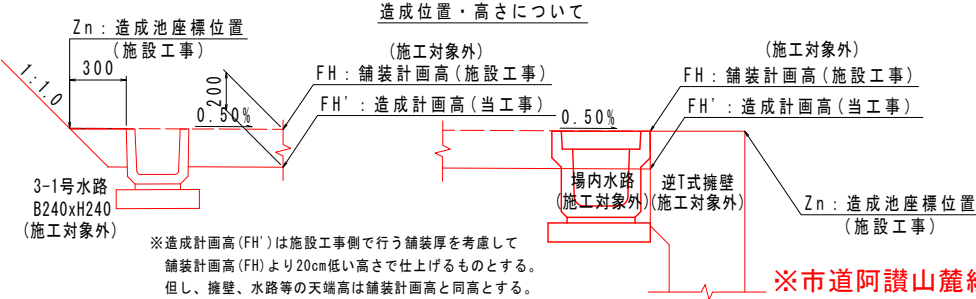 造成位置・高さについて
Zn：造成池座標位置
(施設工事)
300
1:1.0
200
0.50%
(施工対象外)
FH：舗装計画高(施設工事)
FH'：造成計画高(当工事)
3-1号水路
B240xH240
(施工対象外)
0.50%
(施工対象外)
FH：舗装計画高(施設工事)
FH'：造成計画高(当工事)
場内水路
(施工対象外)
逆T式擁壁
(施工対象外)
Zn：造成池座標位置
(施設工事)
※造成計画高(FH')は施設工事側で行う舗装厚を考慮して
舗装計画高(FH)より20cm低い高さで仕上げるものとする。
但し、擁壁、水路等の天端高は舗装計画高と同高とする。
※市道阿讃山麓